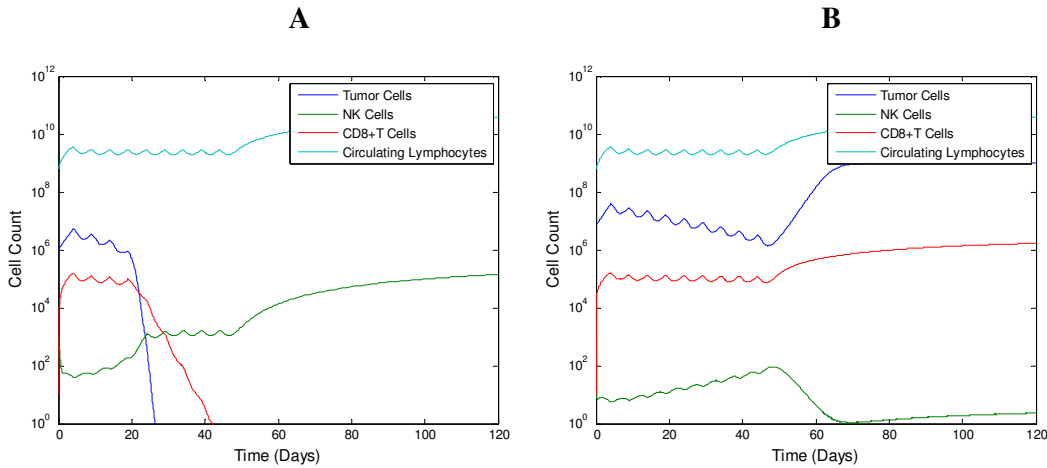 A
B
10^12
10^10
10^8
10^6
10^4
10^2
10^0
Cell Count
0 20 40 60 80 100 120
Time (Days)
Tumor Cells
NK Cells
CD8+T Cells
Circulating Lymphocytes
10^12
10^10
10^8
10^6
10^4
10^2
10^0
Cell Count
0 20 40 60 80 100 120
Time (Days)
Tumor Cells
NK Cells
CD8+T Cells
Circulating Lymphocytes